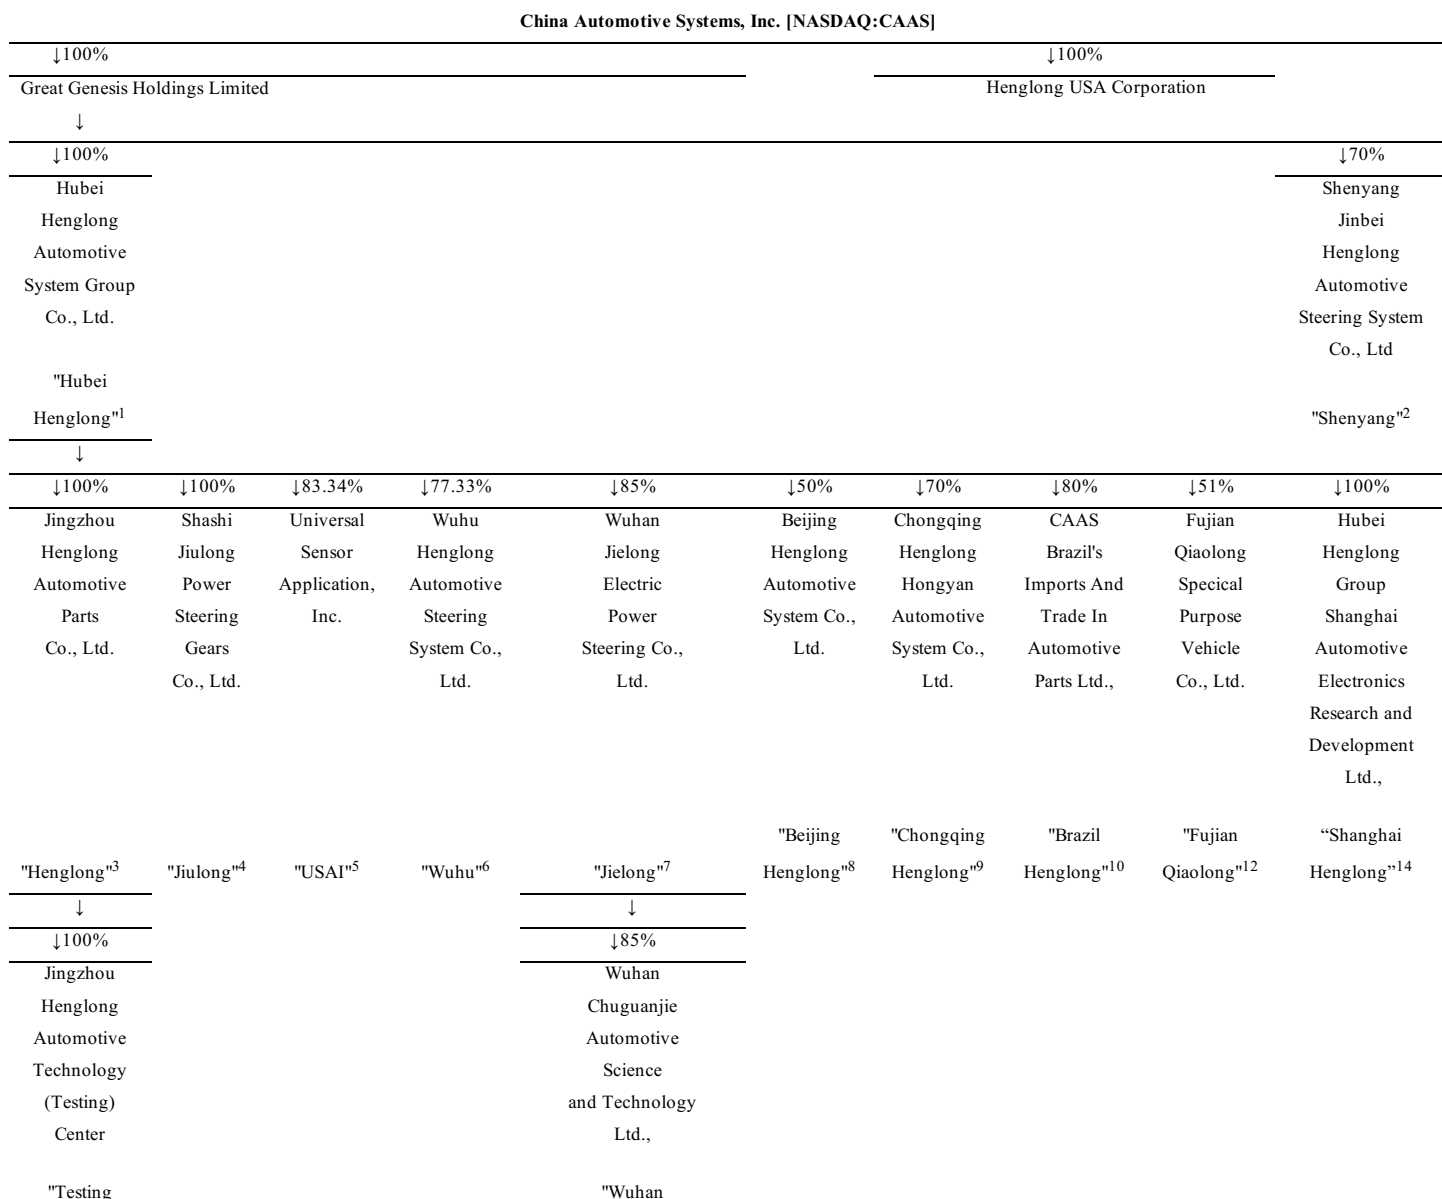 China Automotive Systems, Inc. [NASDAQ:CAAS]
↓100% ↓100%
Great Genesis Holdings Limited Henglong USA Corporation
↓
↓100% ↓70%
Hubei Shenyang
Henglong Jinbei
Automotive Henglong
System Group Automotive
Co., Ltd. Steering System
Co., Ltd
"Hubei
Henglong"1 "Shenyang"2
↓
↓100% ↓100% ↓83.34% ↓77.33% ↓85% ↓50% ↓70% ↓80% ↓51% ↓100%
Jingzhou Shashi Universal Wuhu Wuhan Beijing Chongqing CAAS Fujian Hubei
Henglong Jiulong Sensor Henglong Jielong Henglong Henglong Brazil's Qiaolong Henglong
Automotive Power Application, Automotive Electric Automotive Hongyan Imports And Specical Group
Parts Steering Inc. Steering Power System Co., Automotive Trade In Purpose Shanghai
Co., Ltd. Gears System Co., Steering Co., Ltd. System Co., Automotive Vehicle Automotive
Co., Ltd. Ltd. Ltd. Ltd. Parts Ltd., Co., Ltd. Electronics
Research and
Development
Ltd.,
"Beijing "Chongqing "Brazil "Fujian “Shanghai
"Henglong"3 "Jiulong"4 "USAI"5 "Wuhu"6 "Jielong"7 Henglong"8 Henglong"9 Henglong"10 Qiaolong"12 Henglong”14
↓ ↓
↓100% ↓85%
Jingzhou Wuhan
Henglong Chuguanjie
Automotive Automotive
Technology Science
(Testing) and Technology
Center Ltd.,
"Testing "Wuhan